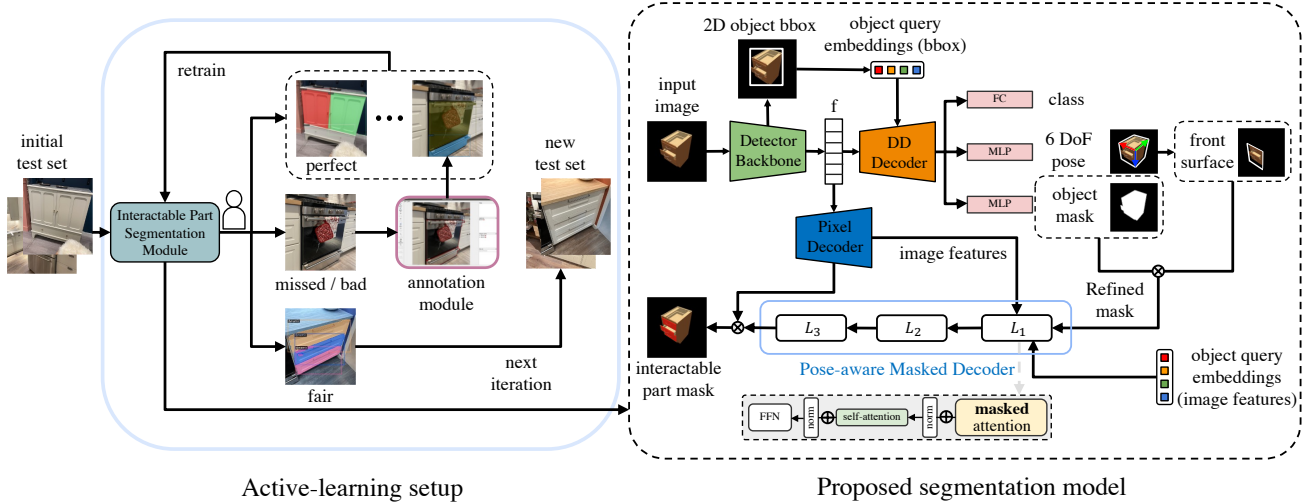 retrain
initial
test set
perfect
Interactable Part
Segmentation
Module
missed / bad
annotation
module
new
test set
fair
next
iteration
Active-learning setup
2D object bbox
object query
embeddings (bbox)
input
image
f
Detector
Backbone
DD
Decoder
FC
class
MLP
6 DoF
pose
front
surface
MLP
object
mask
Pixel
Decoder
image features
Refined
mask
interactable
part mask
L₃
L₂
L₁
Pose-aware Masked Decoder
object query
embeddings
(image features)
FFN
norm
self-attention
norm
masked
attention
Proposed segmentation model